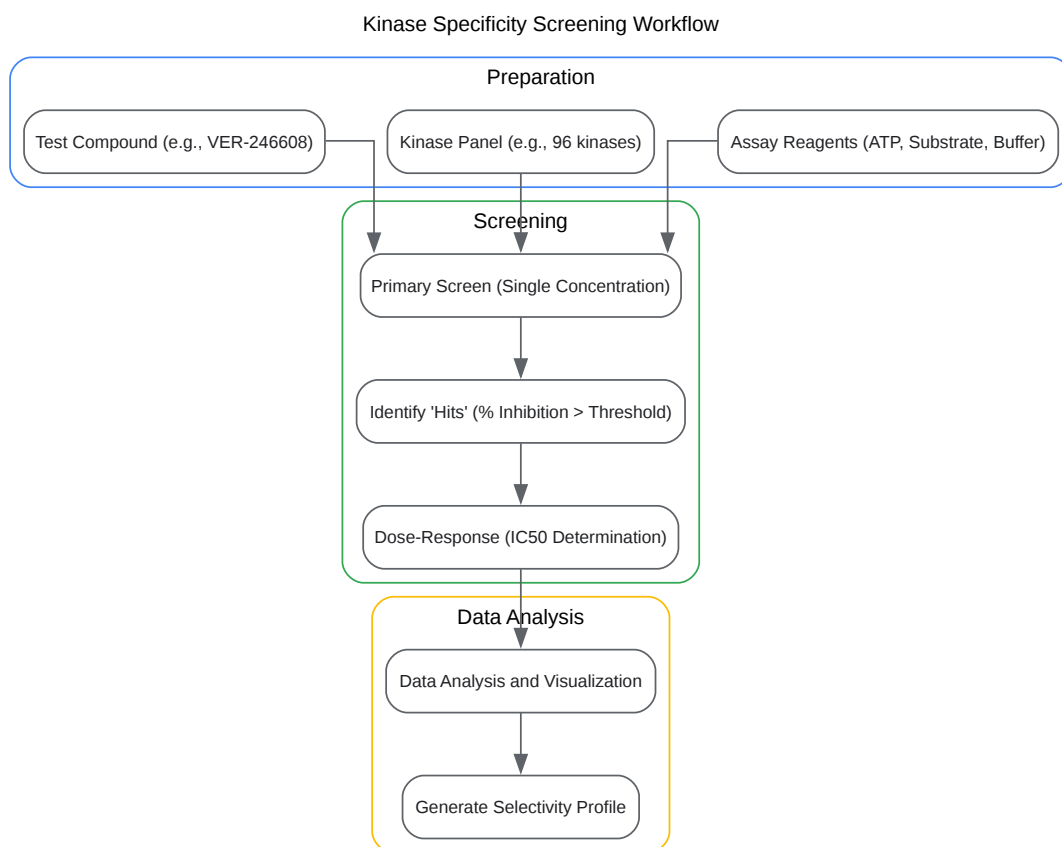 Kinase Specificity Screening Workflow
Preparation
Test Compound (e.g., VER-246608)
Kinase Panel (e.g., 96 kinases)
Assay Reagents (ATP, Substrate, Buffer)
Screening
Primary Screen (Single Concentration)
Identify 'Hits' (% Inhibition > Threshold)
Dose-Response (IC50 Determination)
Data Analysis
Data Analysis and Visualization
Generate Selectivity Profile